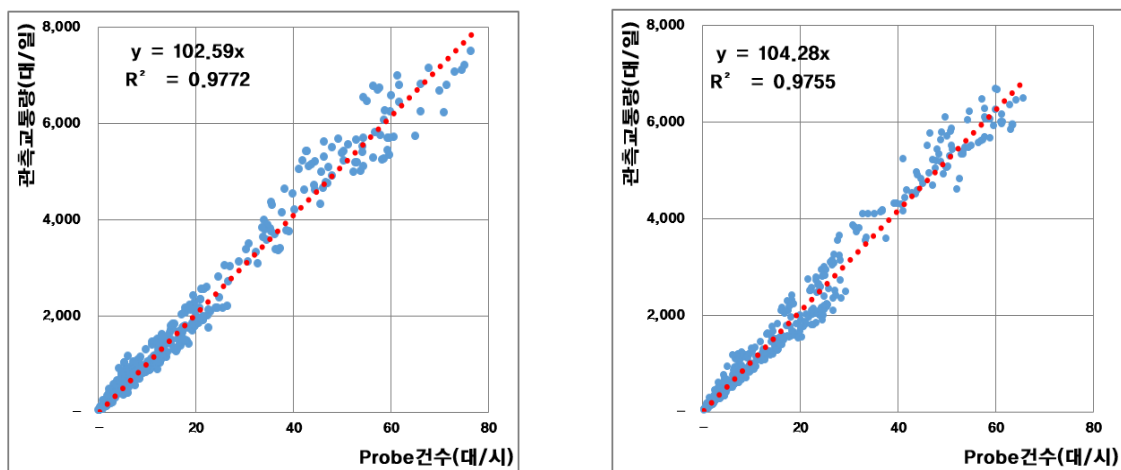 관측교통량(대/일)
8,000
6,000
4,000
2,000
–
y = 102.59x
R² = 0.9772
– 20 40 60 80
Probe건수(대/시)
관측교통량(대/일)
8,000
6,000
4,000
2,000
–
y = 104.28x
R² = 0.9755
– 20 40 60 80
Probe건수(대/시)